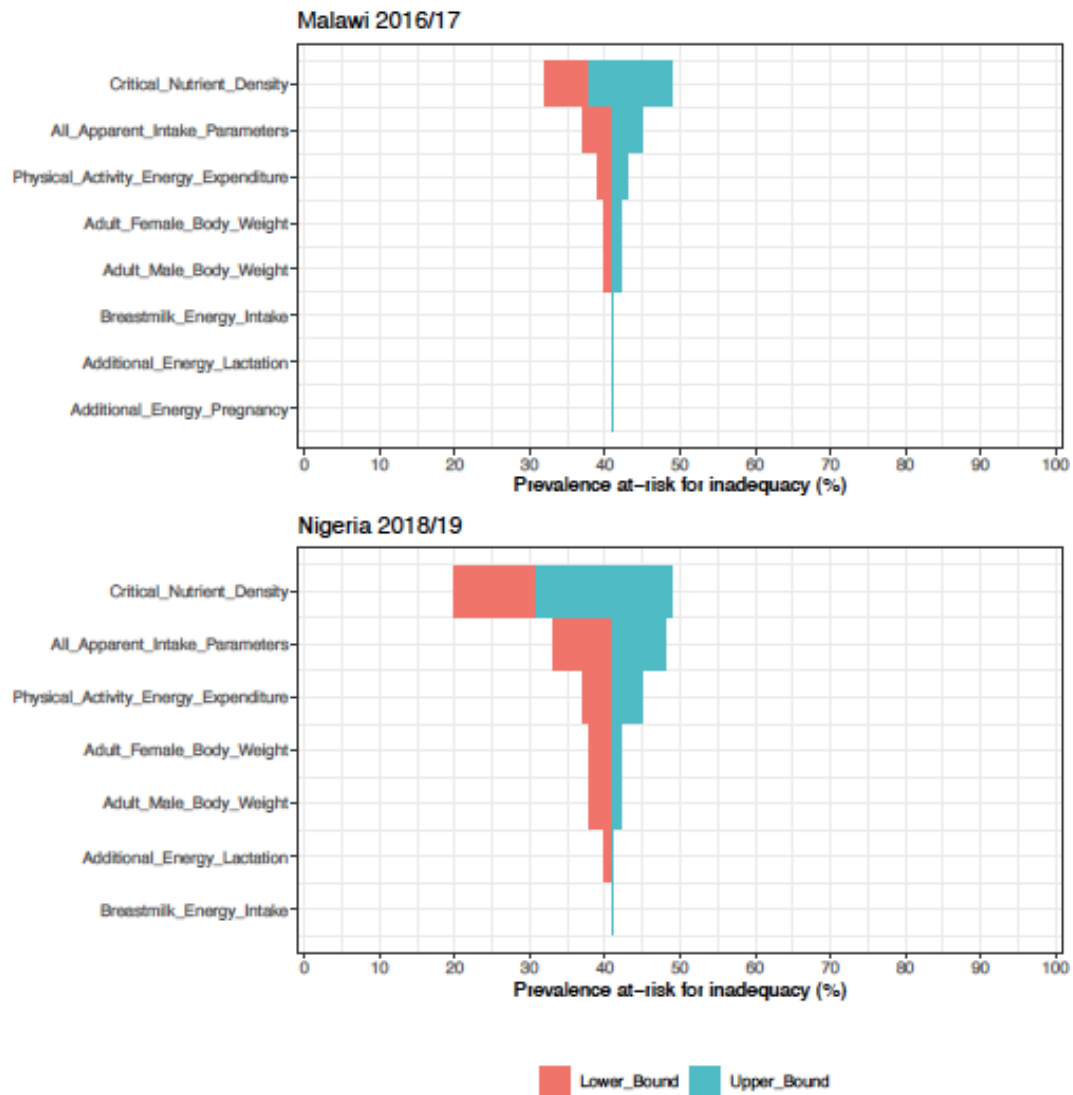 Malawi 2016/17
Critical_Nutrient_Density
All_Apparent_Intake_Parameters
Physical_Activity_Energy_Expenditure
Adult_Female_Body_Weight
Adult_Male_Body_Weight
Breastmilk_Energy_Intake
Additional_Energy_Lactation
Additional_Energy_Pregnancy
0 10 20 30 40 50 60 70 80 90 100
Prevalence at-risk for inadequacy (%)
Nigeria 2018/19
Critical_Nutrient_Density
All_Apparent_Intake_Parameters
Physical_Activity_Energy_Expenditure
Adult_Female_Body_Weight
Adult_Male_Body_Weight
Additional_Energy_Lactation
Breastmilk_Energy_Intake
0 10 20 30 40 50 60 70 80 90 100
Prevalence at-risk for inadequacy (%)
Lower_Bound Upper_Bound